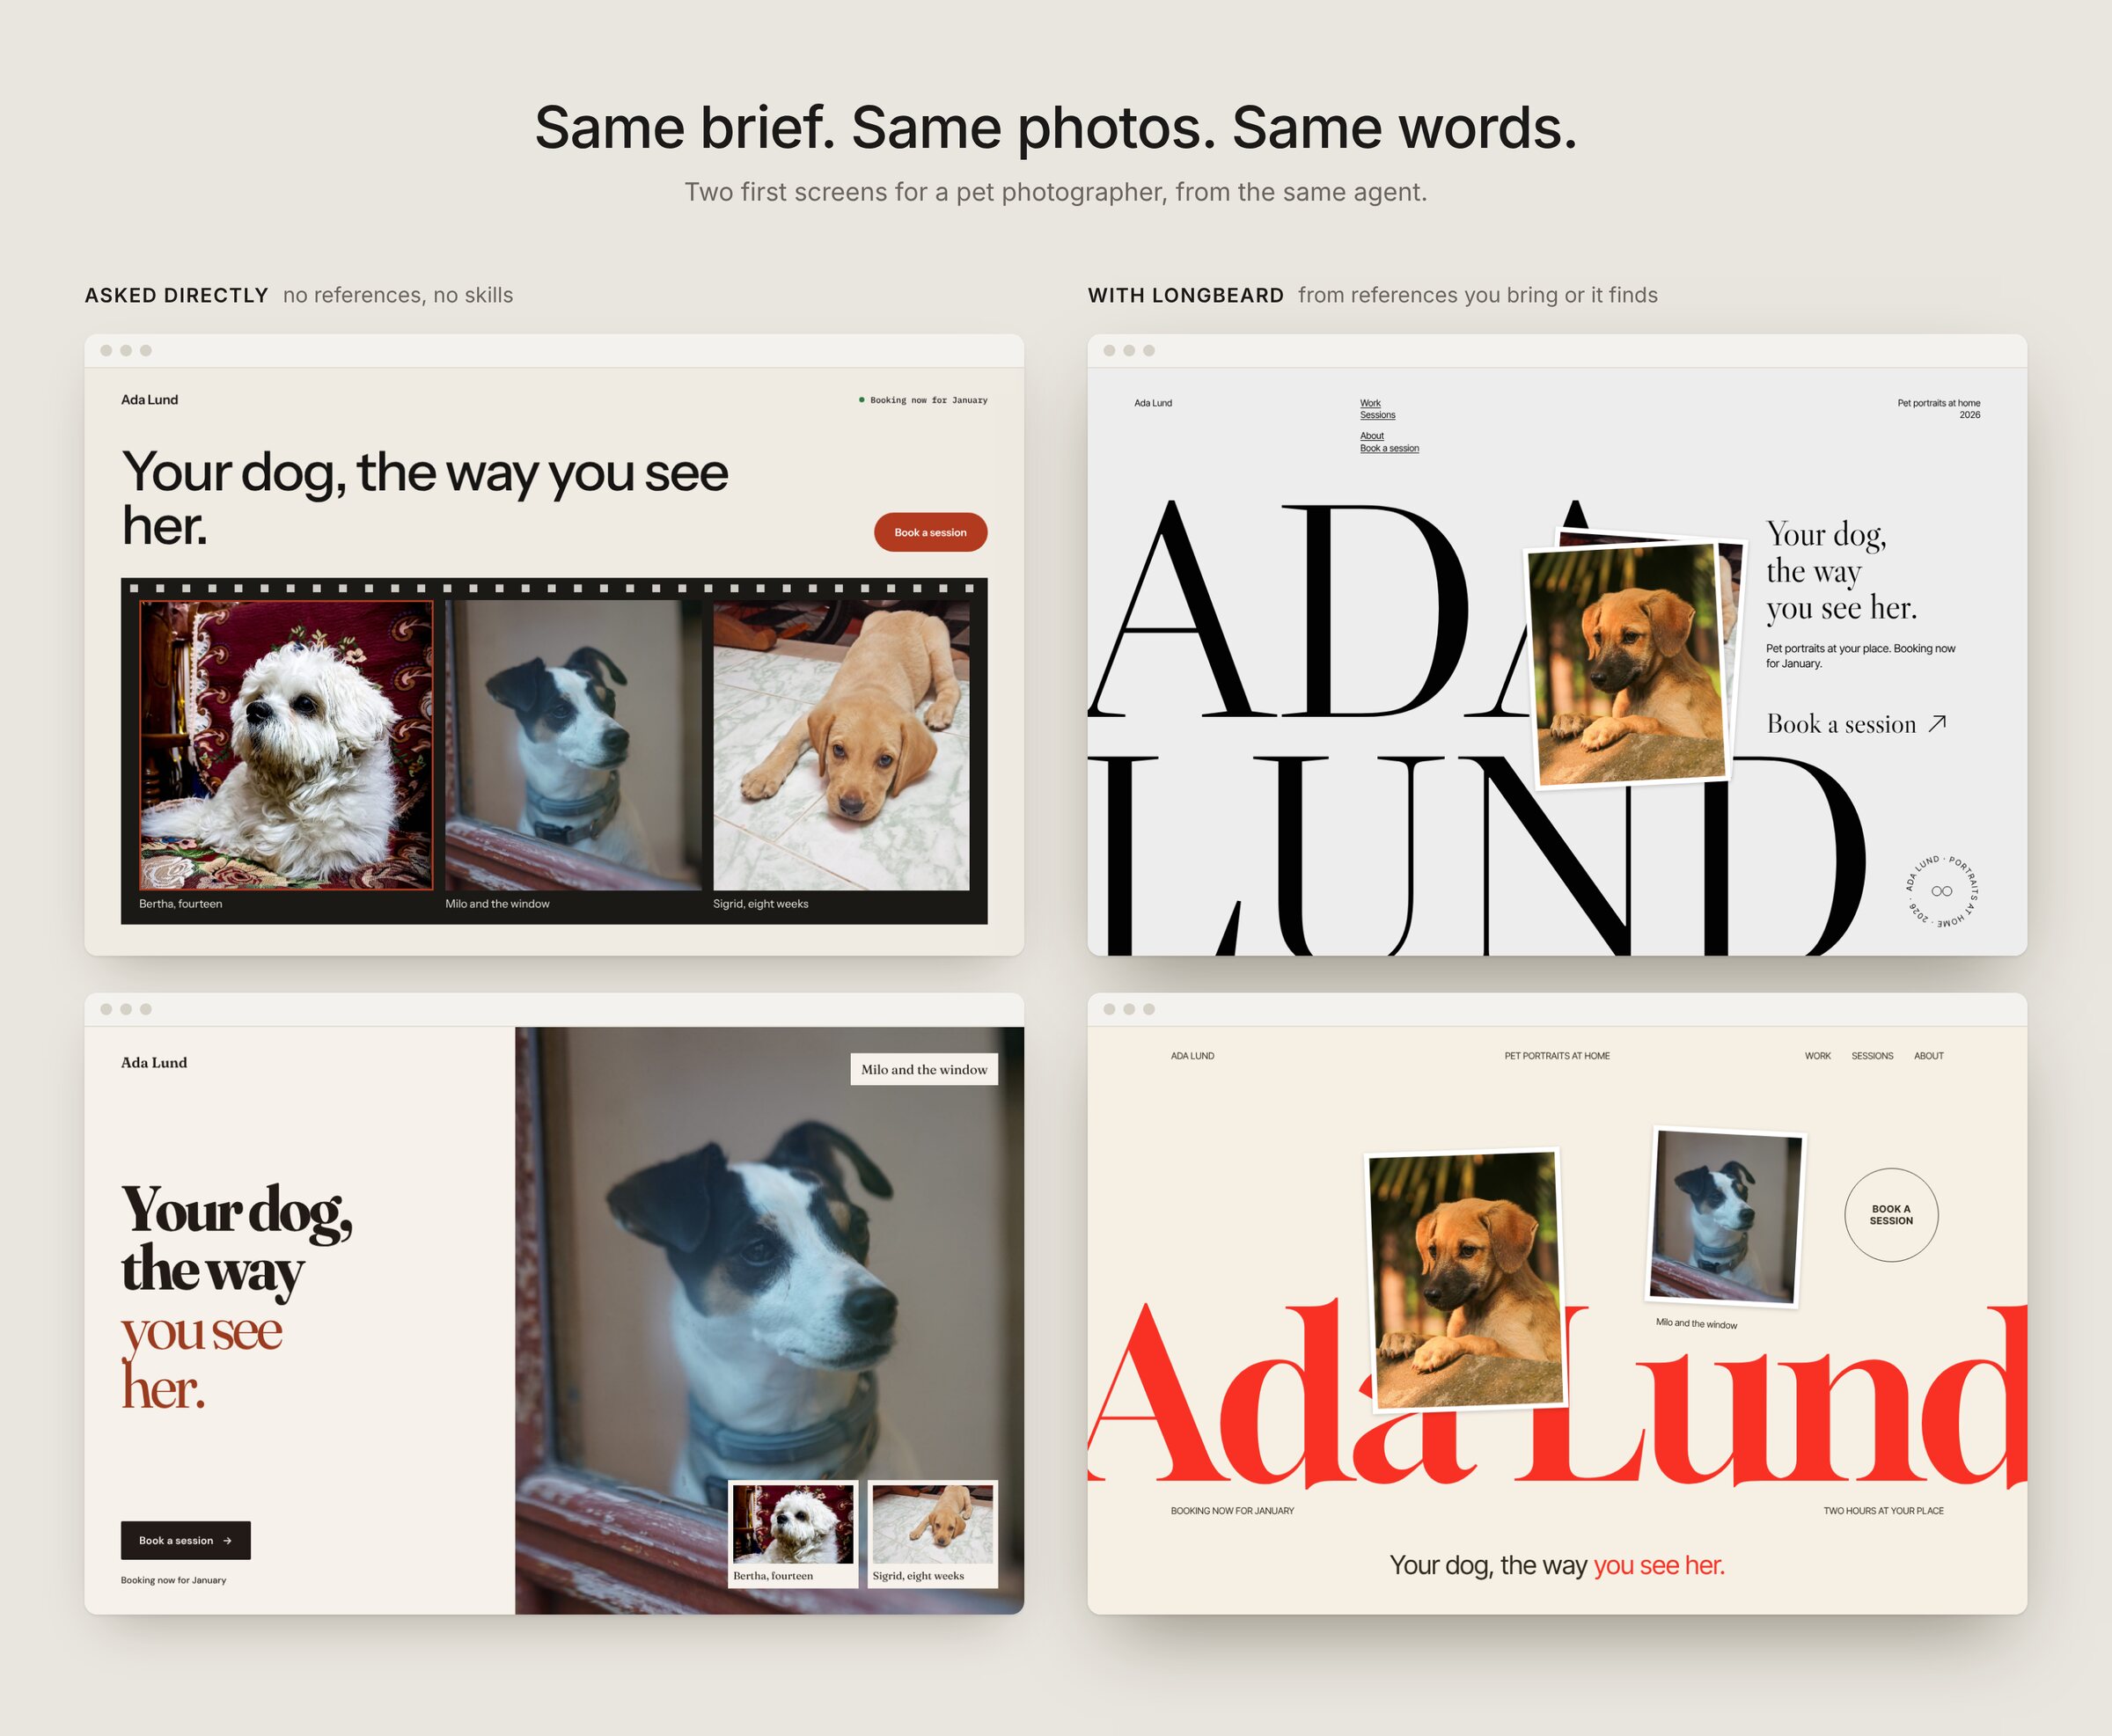 Same brief. Same photos. Same words.
Two first screens for a pet photographer, from the same agent.
ASKED DIRECTLY no references, no skills
Ada Lund
Booking now for January
Your dog, the way you see
her.
Book a session
Bertha, fourteen
Milo and the window
Sigrid, eight weeks
Ada Lund
Milo and the window
Your dog,
the way
you see
her.
Book a session →
Booking now for January
Bertha, fourteen
Sigrid, eight weeks
WITH LONGBEARD from references you bring or it finds
Ada Lund
Work
Sessions
About
Book a session
Pet portraits at home
2026
ADA
LUND
Your dog,
the way
you see her.
Pet portraits at your place. Booking now
for January.
Book a session ↗
ADA LUND · PORTRAITS AT HOME · 2026 ·
ADA LUND
PET PORTRAITS AT HOME
WORK SESSIONS ABOUT
BOOK A
SESSION
Milo and the window
Ada Lund
BOOKING NOW FOR JANUARY
TWO HOURS AT YOUR PLACE
Your dog, the way you see her.